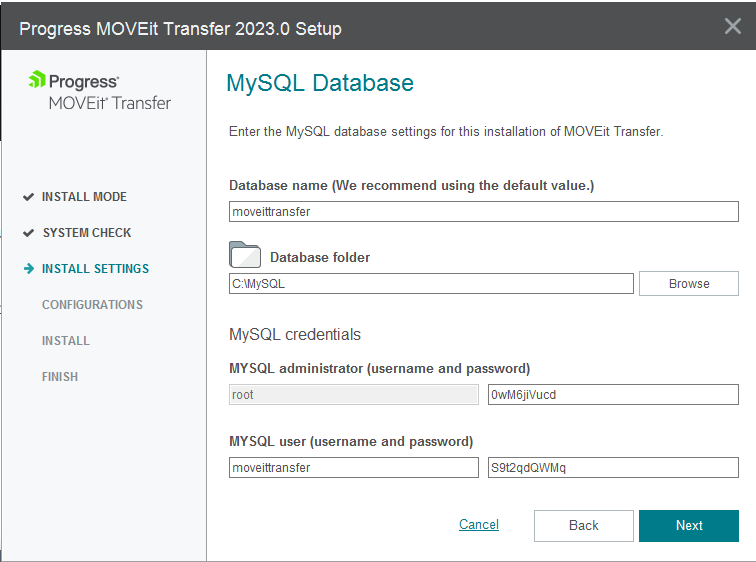 Progress MOVEit Transfer 2023.0 Setup
Progress®
MOVEit® Transfer
INSTALL MODE
SYSTEM CHECK
INSTALL SETTINGS
CONFIGURATIONS
INSTALL
FINISH
MySQL Database
Enter the MySQL database settings for this installation of MOVEit Transfer.
Database name (We recommend using the default value.)
moveittransfer
Database folder
C:\MySQL
Browse
MySQL credentials
MYSQL administrator (username and password)
root 0wM6jiVucd
MYSQL user (username and password)
moveittransfer S9t2qdQWMq
Cancel Back Next